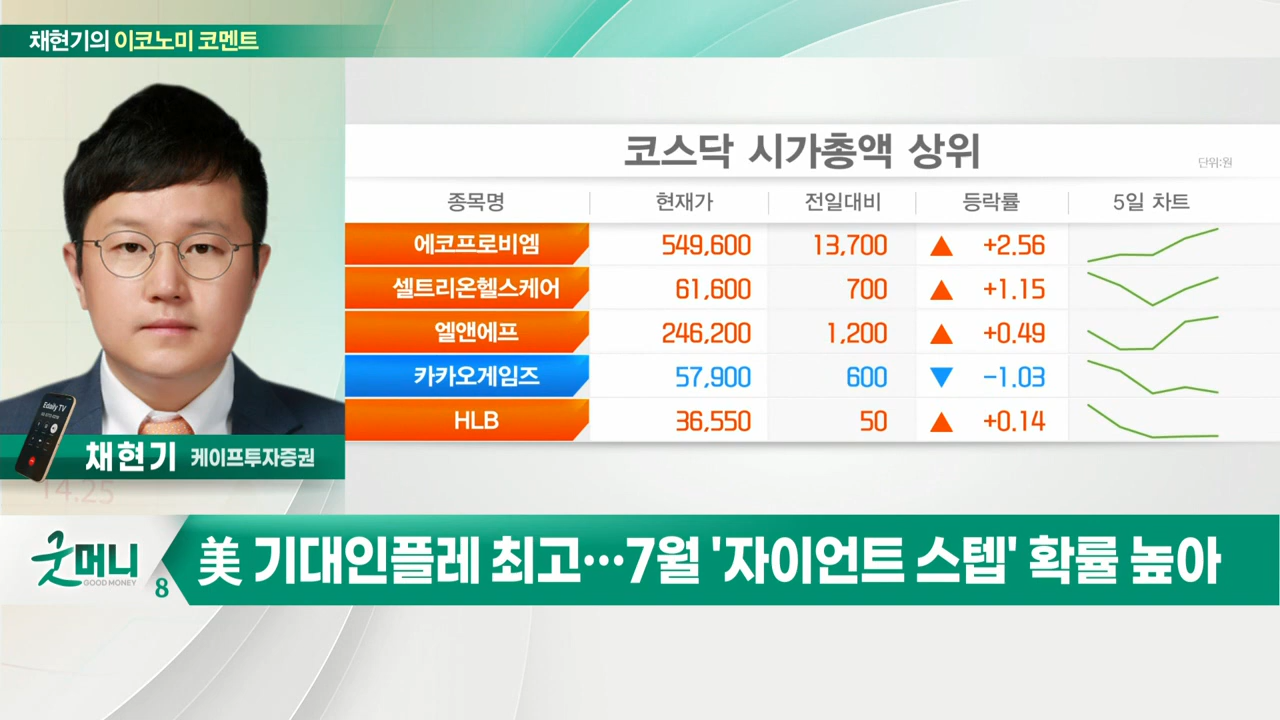 채현기의 이코노미 코멘트
코스닥 시가총액 상위
단위:원
종목명 현재가 전일대비 등락률 5일 차트
에코프로비엠 549,600 13,700 ▲ +2.56
셀트리온헬스케어 61,600 700 ▲ +1.15
엘앤에프 246,200 1,200 ▲ +0.49
카카오게임즈 57,900 600 ▼ -1.03
HLB 36,550 50 ▲ +0.14
Edaily TV
채현기 케이프투자증권
14.25
굿머니
GOOD MONEY
8
美 기대인플레 최고…7월 '자이언트 스텝' 확률 높아